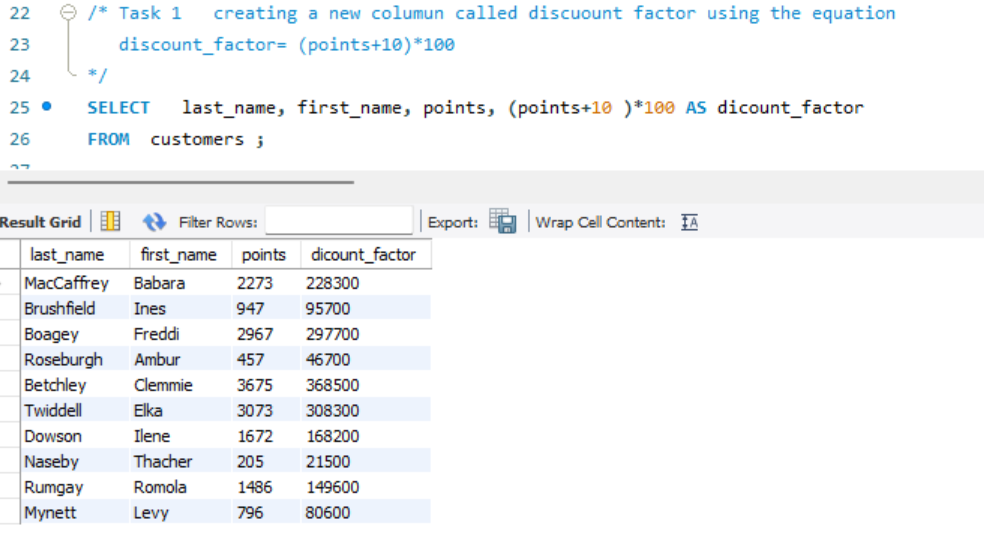 22 /* Task 1 creating a new columun called discuount factor using the equation
23 discount_factor= (points+10)*100
24 */
25 SELECT last_name, first_name, points, (points+10 )*100 AS dicount_factor
26 FROM customers ;
Result Grid Filter Rows: Export: Wrap Cell Content: IA
last_name first_name points dicount_factor
MacCaffrey Babara 2273 228300
Brushfield Ines 947 95700
Boagey Freddi 2967 297700
Roseburgh Ambur 457 46700
Betchley Clemmie 3675 368500
Twiddell Elka 3073 308300
Dowson Ilene 1672 168200
Naseby Thacher 205 21500
Rumgay Romola 1486 149600
Mynett Levy 796 80600